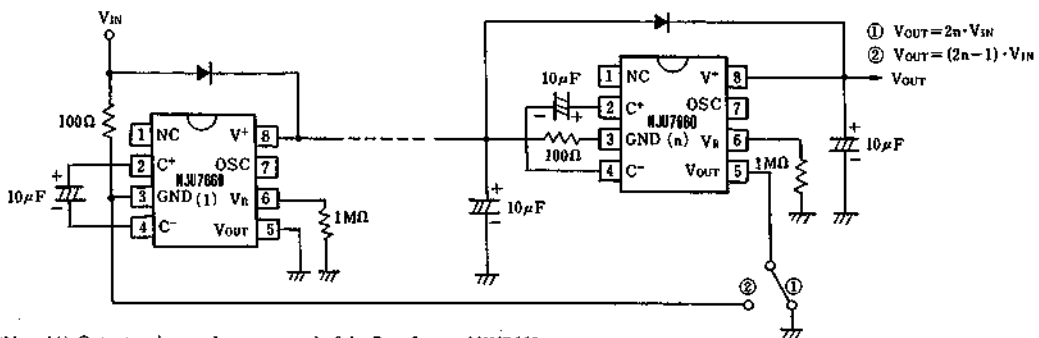 VIN
① VOUT=2n·VIN
② VOUT=(2n-1)·VIN
VOUT
100Ω
1 NC V+ 8
2 C+ OSC 7
3 GND (1) VR 6
4 C- VOUT 5
NJU7660
10μF
+
-
1MΩ
10μF
- +
1 NC V+ 8
2 C+ OSC 7
NJU7660
3 GND (n) VR 6
4 C- VOUT 5
100Ω
1MΩ
+
10μF
-
+
10μF
-
② ①